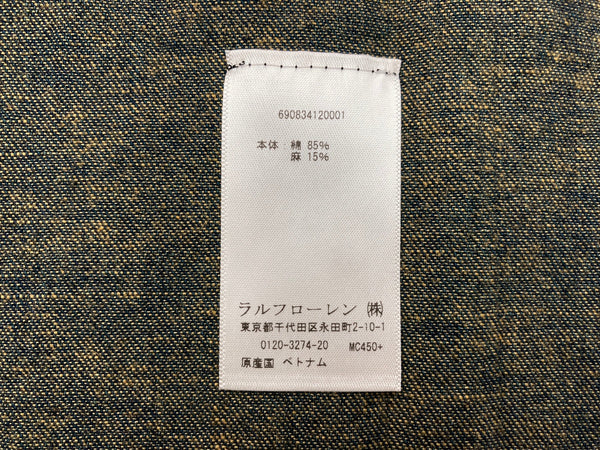 690834120001
本体：綿 85%
麻 15%
ラルフローレン ㈱
東京都千代田区永田町2-10-1
0120-3274-20 MC450+
原産国 ベトナム